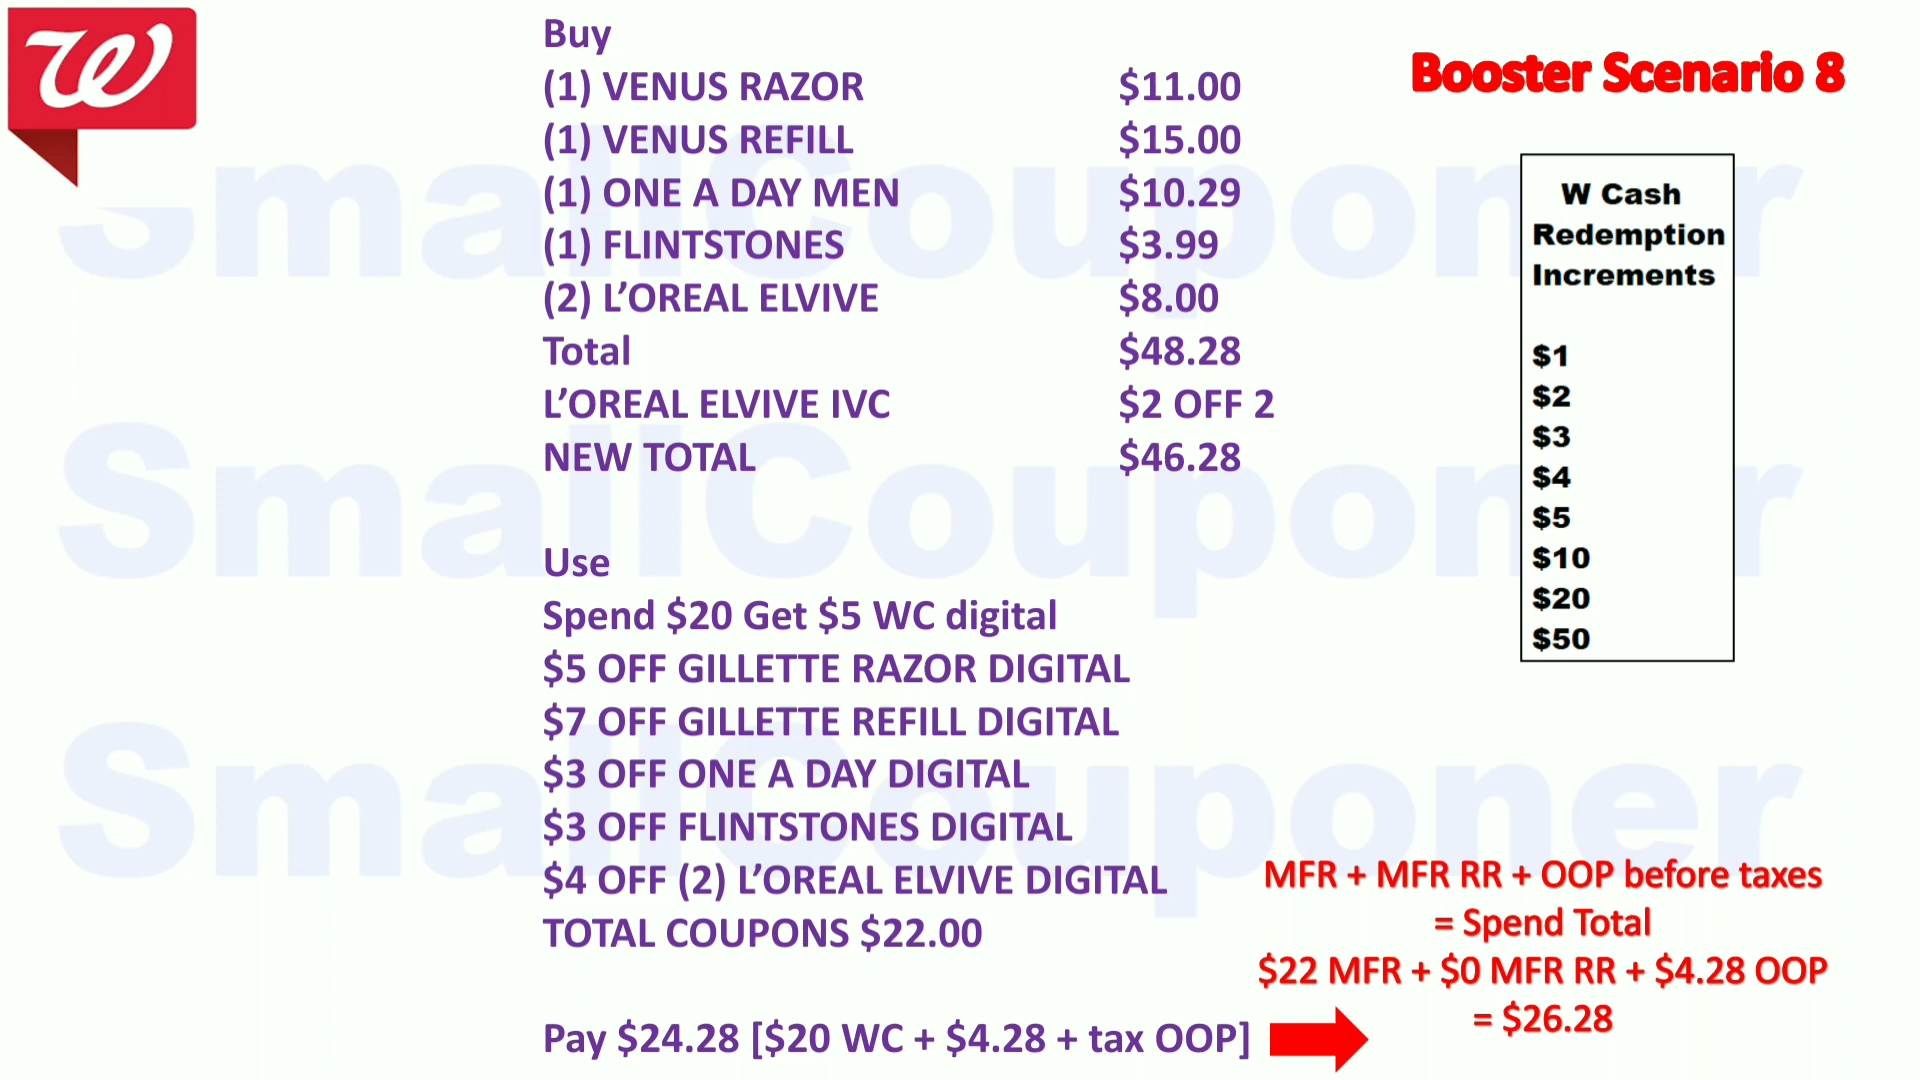 W
Booster Scenario 8
Buy
(1) VENUS RAZOR $11.00
(1) VENUS REFILL $15.00
(1) ONE A DAY MEN $10.29
(1) FLINTSTONES $3.99
(2) L’OREAL ELVIVE $8.00
Total $48.28
L’OREAL ELVIVE IVC $2 OFF 2
NEW TOTAL $46.28
Use
Spend $20 Get $5 WC digital
$5 OFF GILLETTE RAZOR DIGITAL
$7 OFF GILLETTE REFILL DIGITAL
$3 OFF ONE A DAY DIGITAL
$3 OFF FLINTSTONES DIGITAL
$4 OFF (2) L’OREAL ELVIVE DIGITAL
TOTAL COUPONS $22.00
Pay $24.28 [$20 WC + $4.28 + tax OOP]
W Cash
Redemption
Increments
$1
$2
$3
$4
$5
$10
$20
$50
MFR + MFR RR + OOP before taxes
= Spend Total
$22 MFR + $0 MFR RR + $4.28 OOP
= $26.28
SmallCouponer
SmallCouponer
SmallCouponer